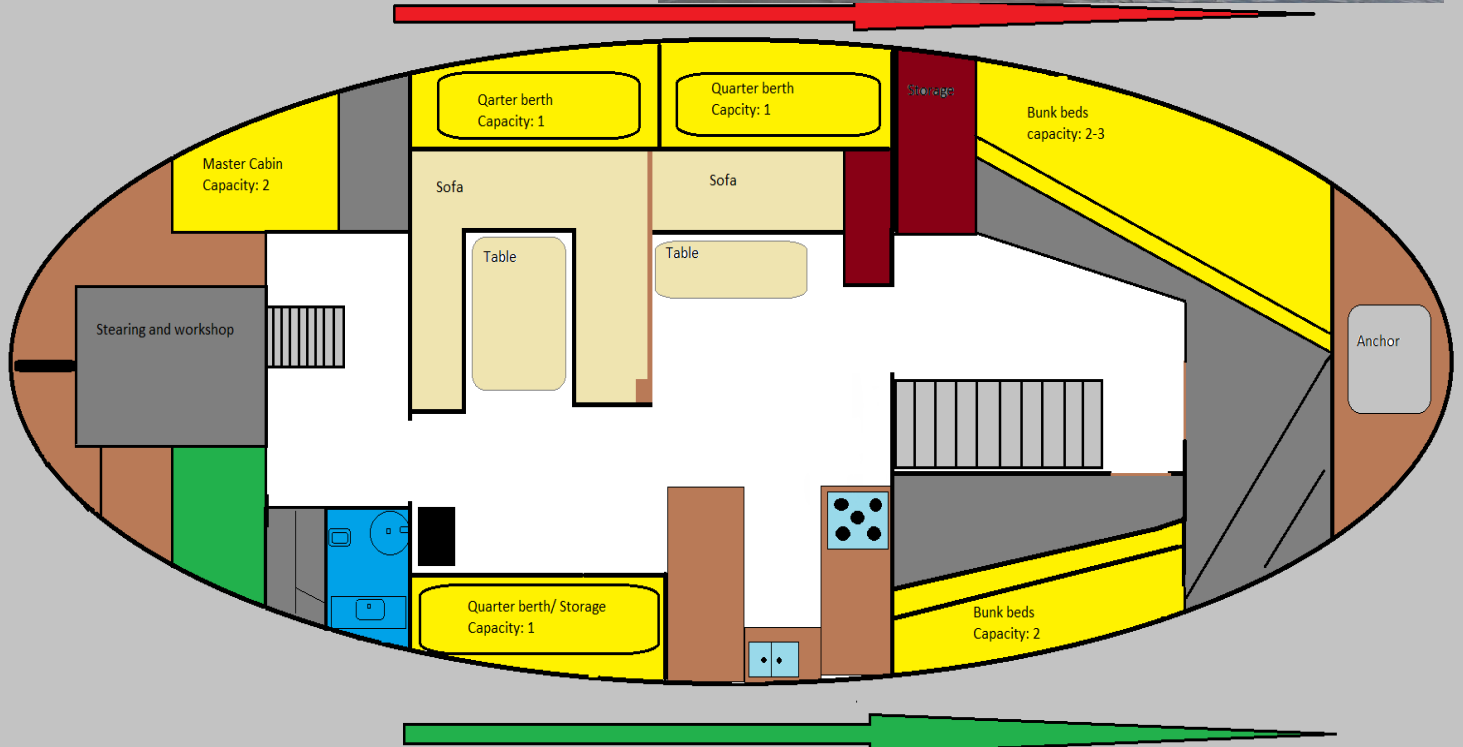 Qarter berth
Capacity: 1
Quarter berth
Capcity: 1
Storage
Bunk beds
capacity: 2-3
Master Cabin
Capacity: 2
Sofa
Sofa
Table
Table
Stearing and workshop
Anchor
Quarter berth/ Storage
Capacity: 1
Bunk beds
Capacity: 2